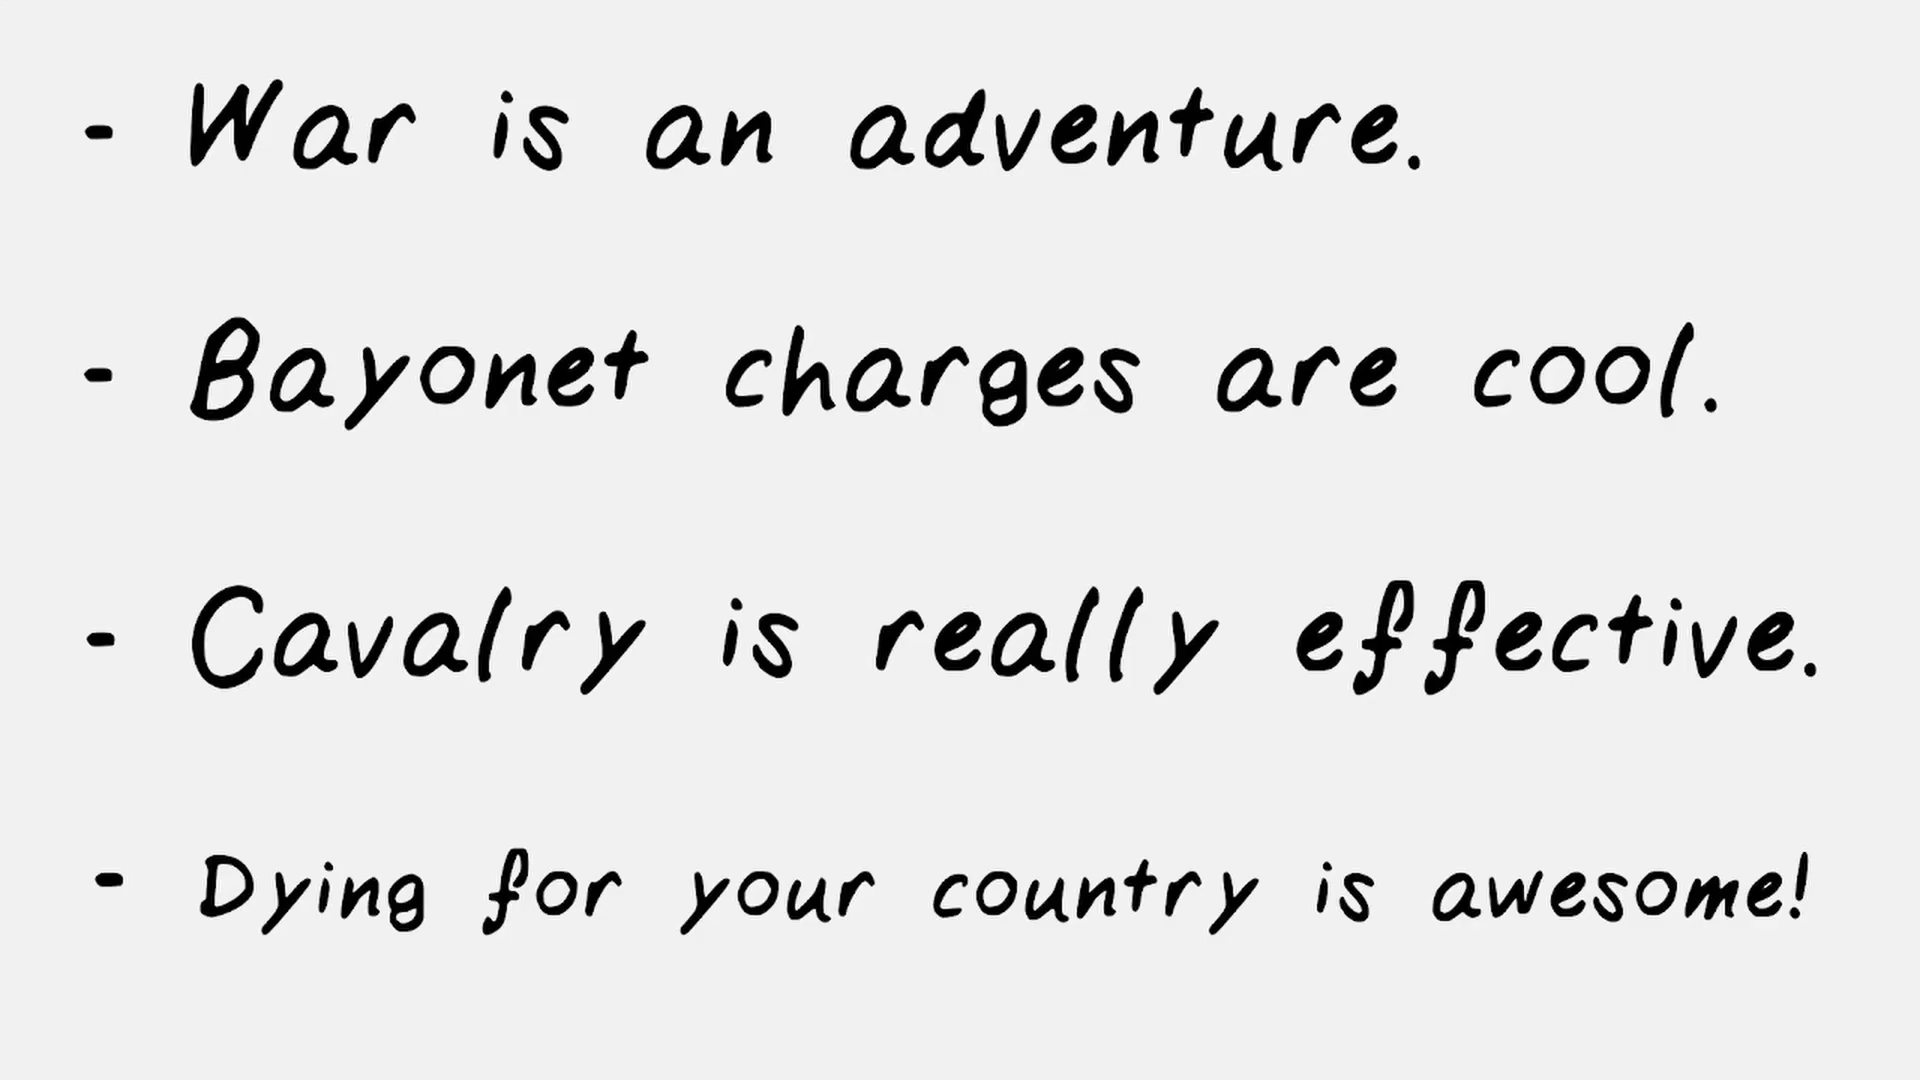 - War is an adventure.
- Bayonet charges are cool.
- Cavalry is really effective.
- Dying for your country is awesome!